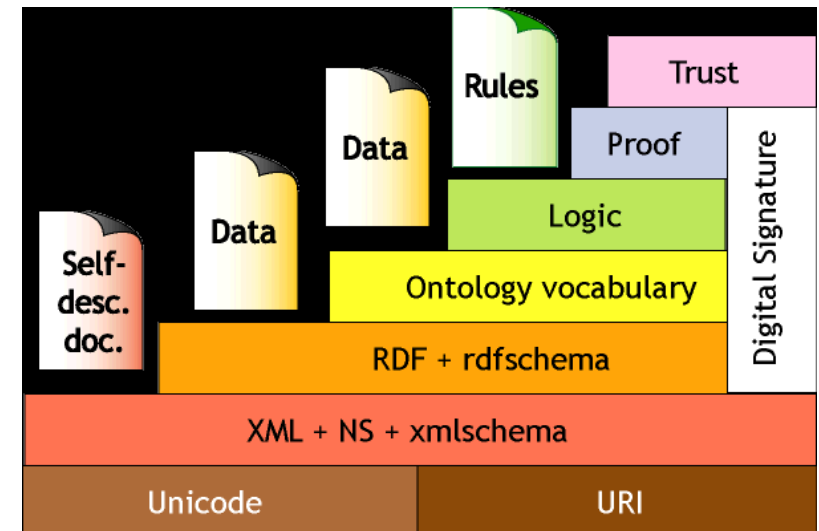 Rules
Trust
Data
Proof
Data
Logic
Self-
desc.
doc.
Ontology vocabulary
Digital Signature
RDF + rdfschema
XML + NS + xmlschema
Unicode
URI